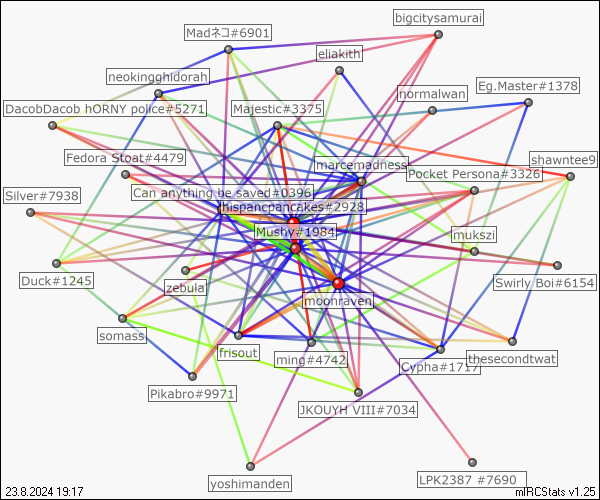 bigcitysamurai
Madネコ#6901
eliakith
neokingghidorah
Eg.Master#1378
normalwan
DacobDacob hORNY police#5271
Majestic#3375
Fedora Stoat#4479
marcemadness
shawntee9
Pocket Persona#3326
Can anything be saved#0396
Silver#7938
hispancpancakes#2928
Mushy#1984
mukszi
Duck#1245
zebula
Swirly Boi#6154
moonraven
somass
frisout
ming#4742
Cypha#1717
thesecondtwat
Pikabro#9971
JKOUYH VIII#7034
yoshimanden
LPK2387 #7690
23.8.2024 19:17
mIRCStats v1.25